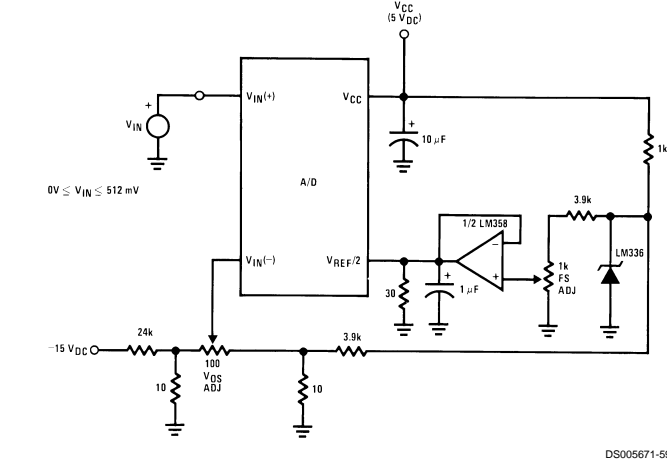 VCC
(5 VDC)
VIN(+)
VCC
+
VIN
+
10 μF
1k
A/D
0V ≤ VIN ≤ 512 mV
3.9k
1/2 LM358
−
+
LM336
1k
FS
ADJ
VIN(−)
VREF/2
30
+
1 μF
24k
−15 VDC
100
VOS
ADJ
3.9k
10
10
DS005671-5